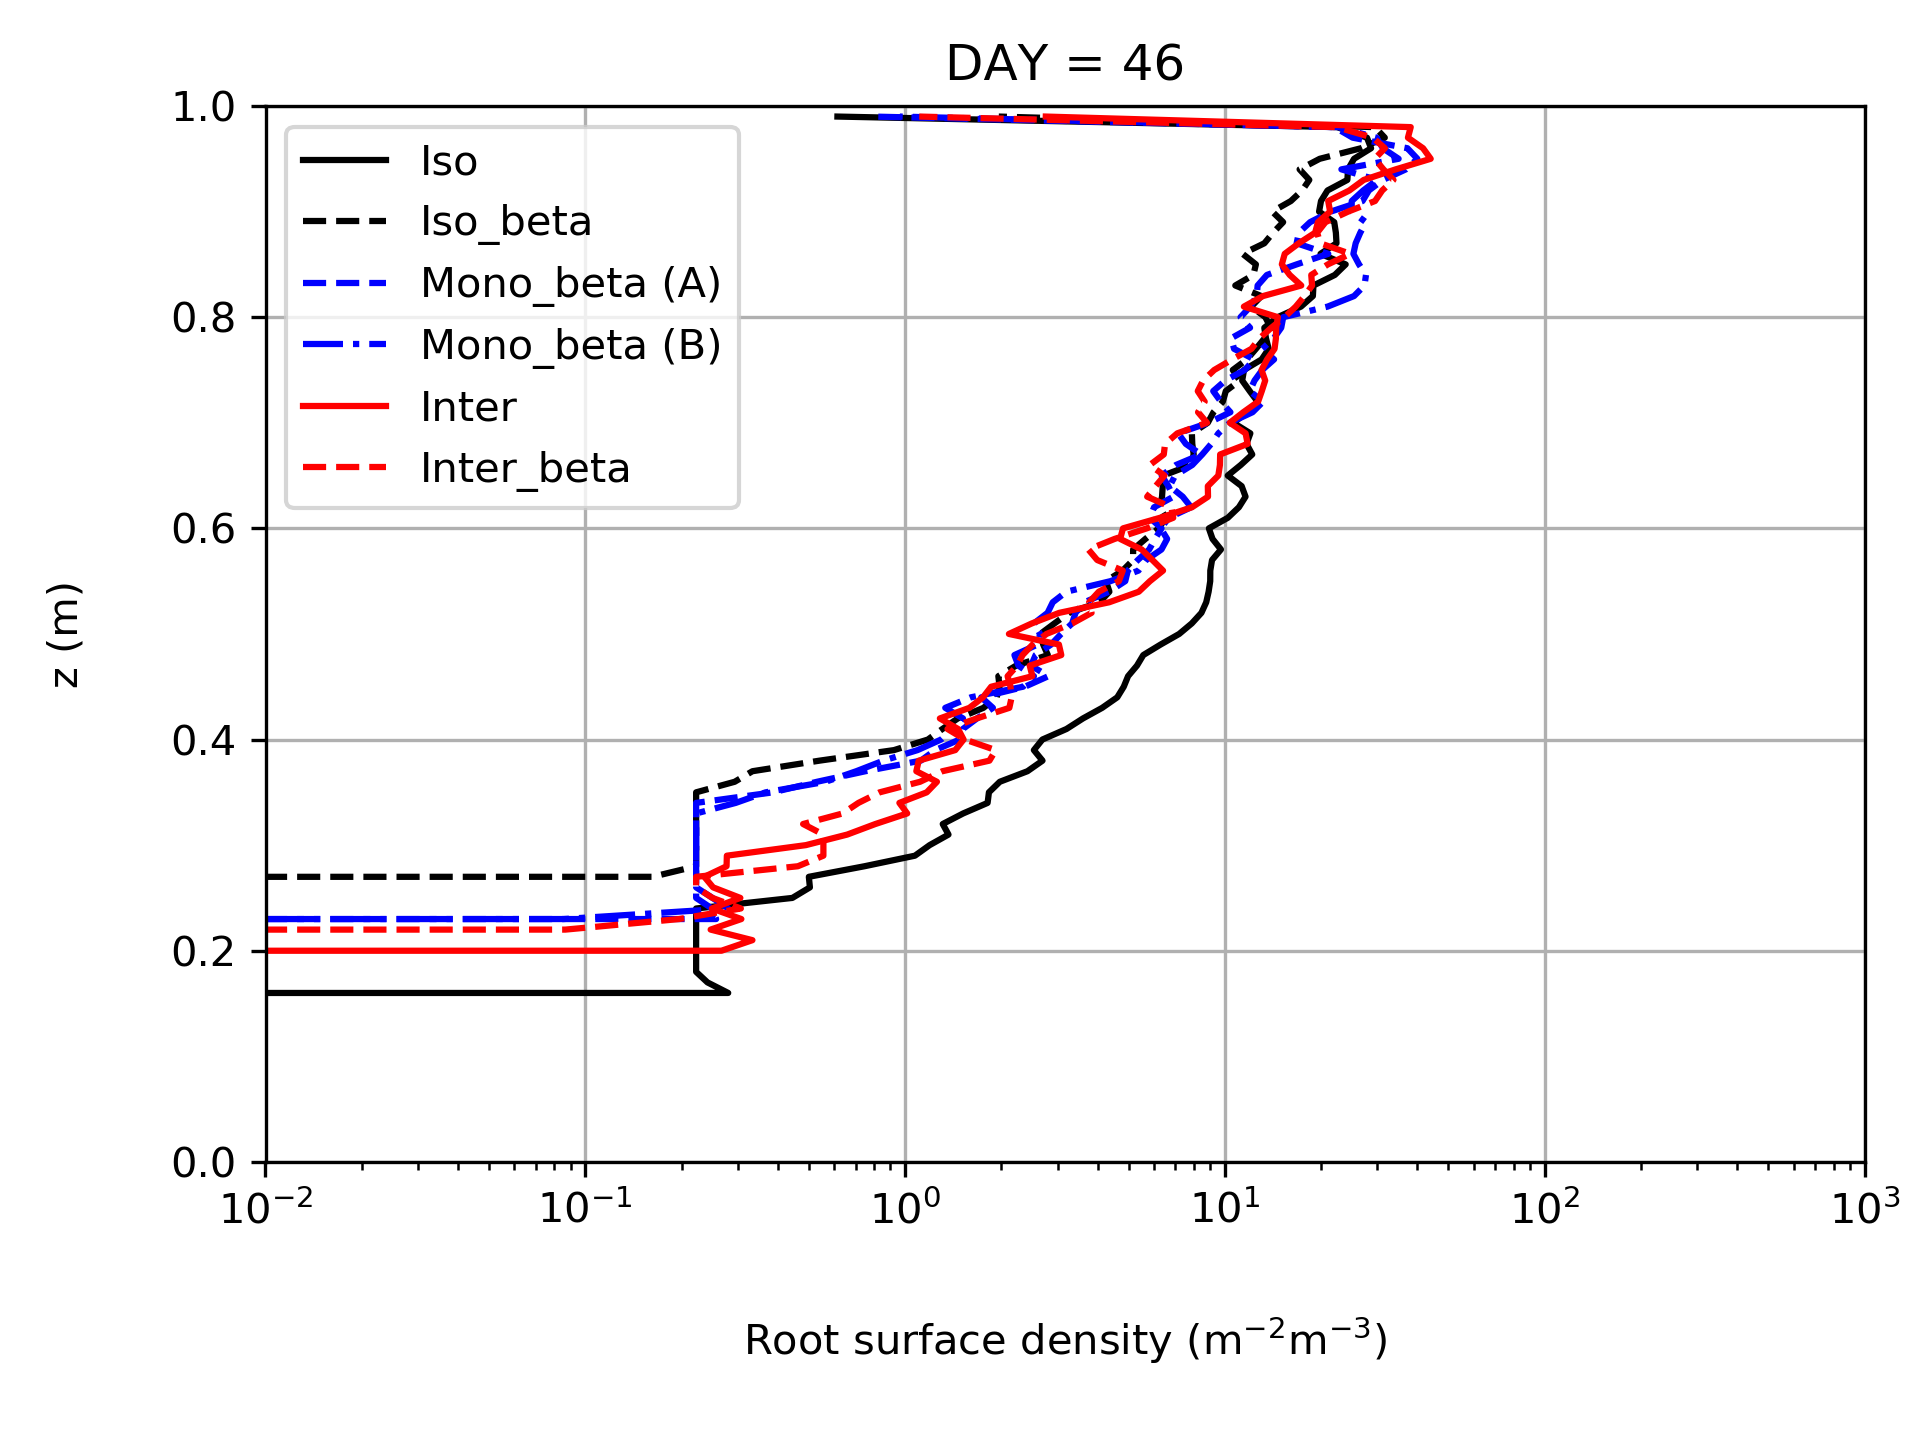 DAY = 46
1.0
0.8
0.6
0.4
0.2
0.0
z (m)
Iso
Iso_beta
Mono_beta (A)
Mono_beta (B)
Inter
Inter_beta
10⁻² 10⁻¹ 10⁰ 10¹ 10² 10³
Root surface density (m⁻²m⁻³)